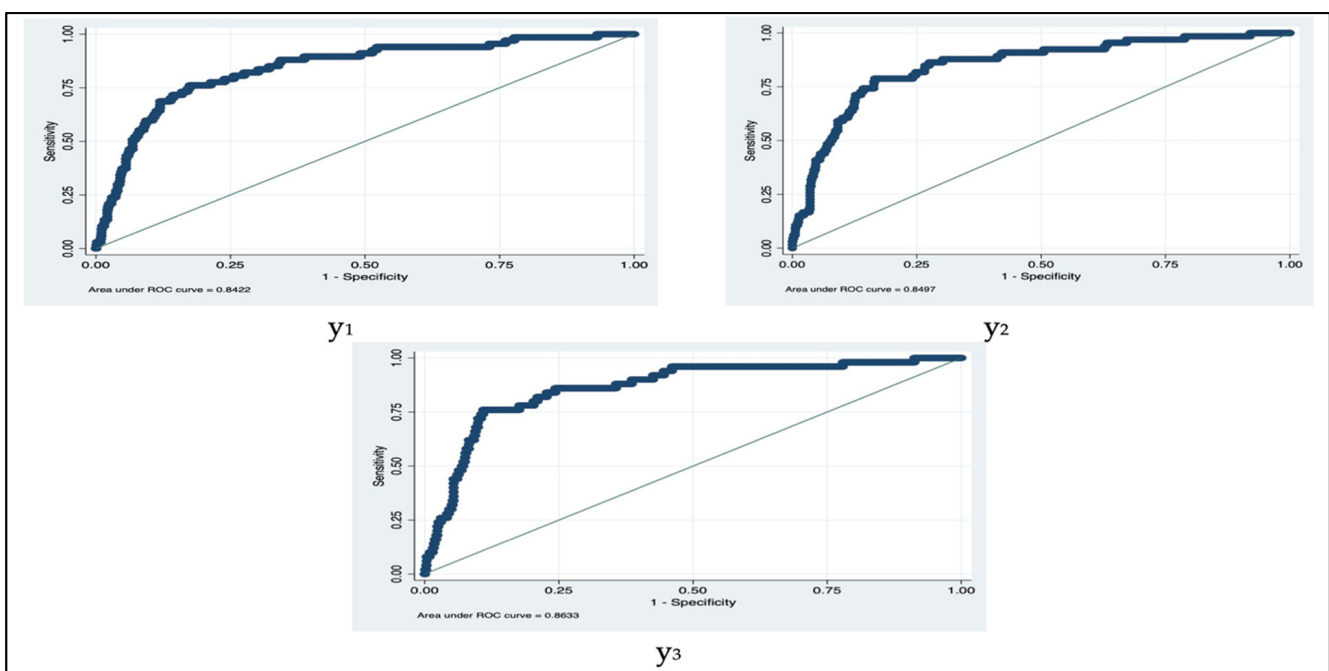 Sensitivity
1.00
0.75
0.50
0.25
0.00
0.00 0.25 0.50 0.75 1.00
1 - Specificity
Area under ROC curve = 0.8422
y1
Sensitivity
1.00
0.75
0.50
0.25
0.00
0.00 0.25 0.50 0.75 1.00
1 - Specificity
Area under ROC curve = 0.8497
y2
Sensitivity
1.00
0.75
0.50
0.25
0.00
0.00 0.25 0.50 0.75 1.00
1 - Specificity
Area under ROC curve = 0.8633
y3